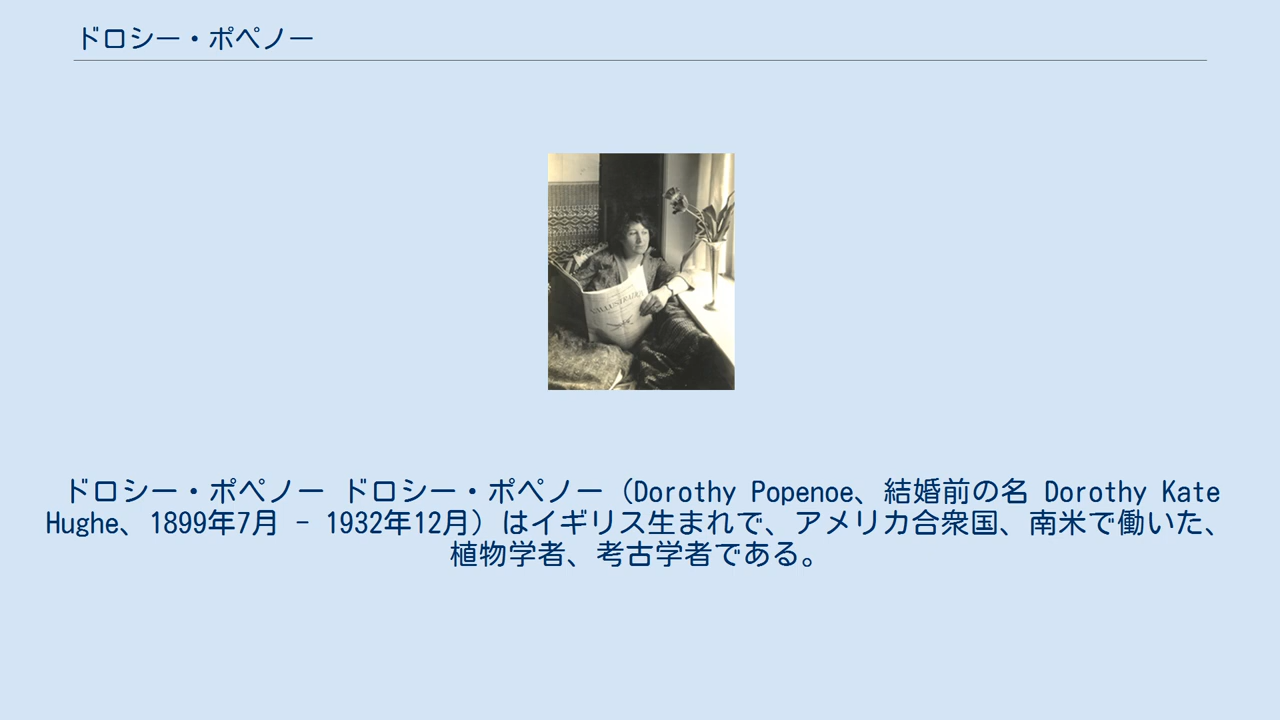 ドロシー・ポペノー
ドロシー・ポペノー ドロシー・ポペノー（Dorothy Popenoe、結婚前の名 Dorothy Kate
Hughe、1899年7月 - 1932年12月）はイギリス生まれで、アメリカ合衆国、南米で働いた、
植物学者、考古学者である。